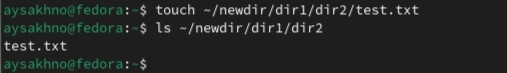 aysakhno@fedora:~$ touch ~/newdir/dir1/dir2/test.txt
aysakhno@fedora:~$ ls ~/newdir/dir1/dir2
test.txt
aysakhno@fedora:~$